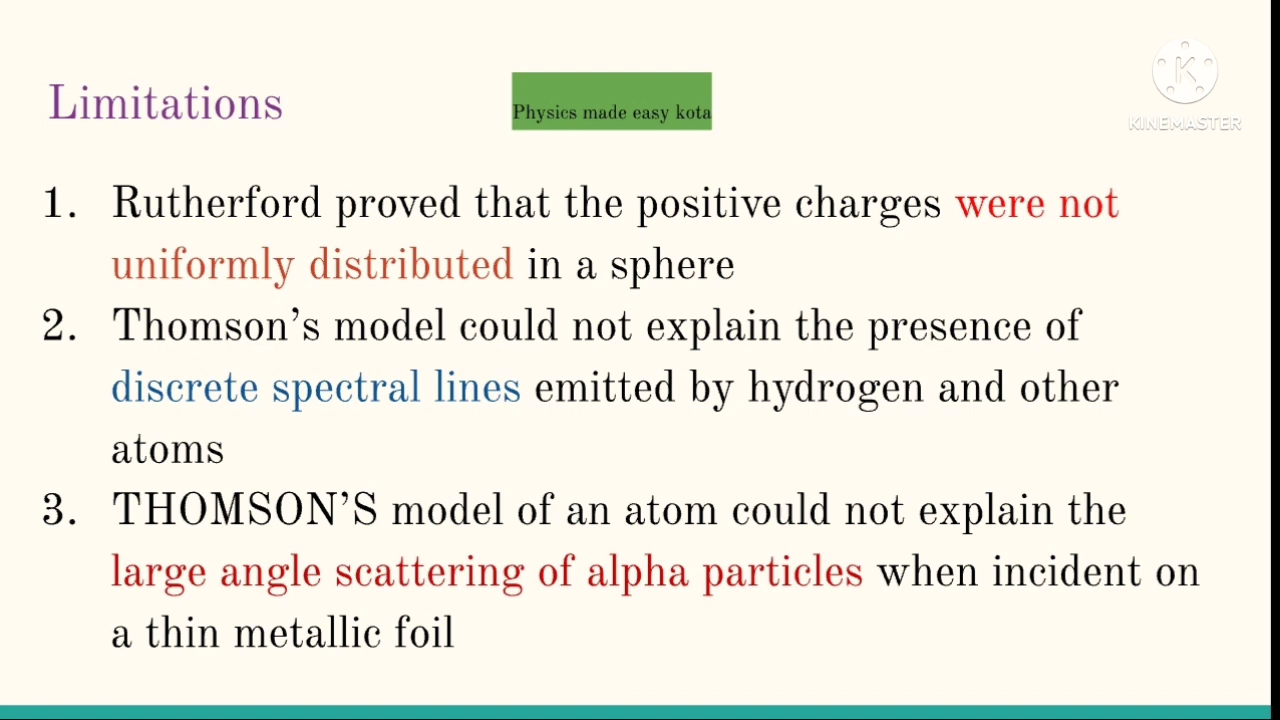 Limitations
Physics made easy kota
K
KINEMASTER
1. Rutherford proved that the positive charges were not
uniformly distributed in a sphere
2. Thomson’s model could not explain the presence of
discrete spectral lines emitted by hydrogen and other
atoms
3. THOMSON’S model of an atom could not explain the
large angle scattering of alpha particles when incident on
a thin metallic foil